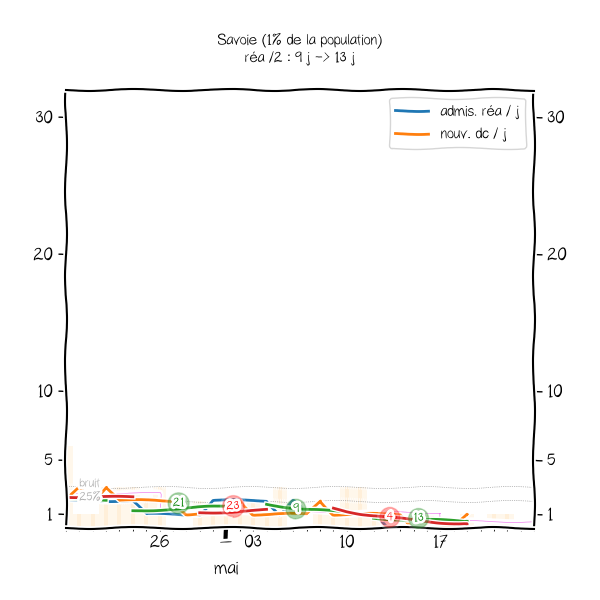 Savoie (1% de la population)
réa /2 : 9 j -> 13 j
admis. réa / j
nouv. dc / j
30 30
20 20
10 10
5 5
1 1
bruit
25%
21 23 9 4 13
26 1 03 10 17
mai